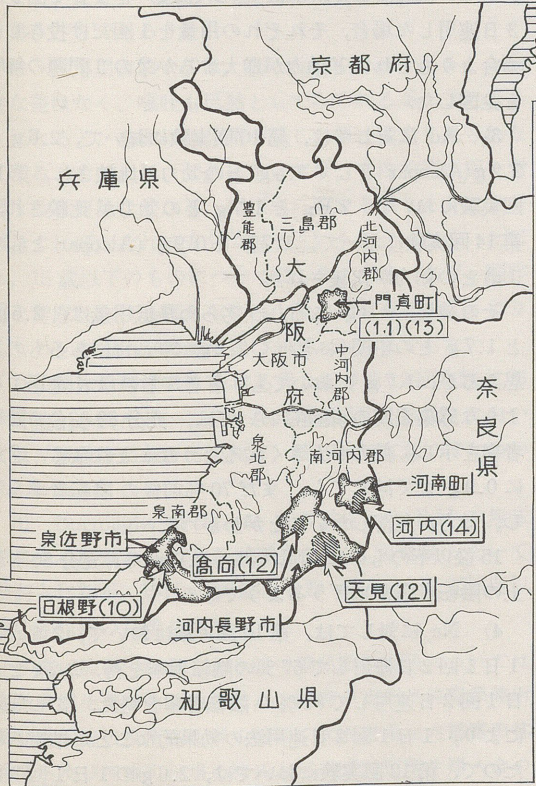 京都府
兵庫県
豊能郡
三島郡
北河内郡
大
阪
府
門真町
(1.1)(13)
大阪市
中河内郡
奈良県
泉北郡
南河内郡
河南町
河内(14)
泉南郡
泉佐野市
高向(12)
天見(12)
日根野(10)
河内長野市
和歌山県